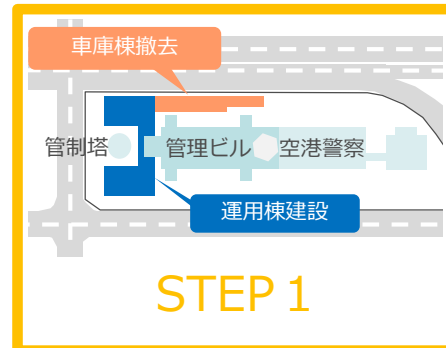 車庫棟撤去
管制塔
管理ビル
空港警察
運用棟建設
STEP 1